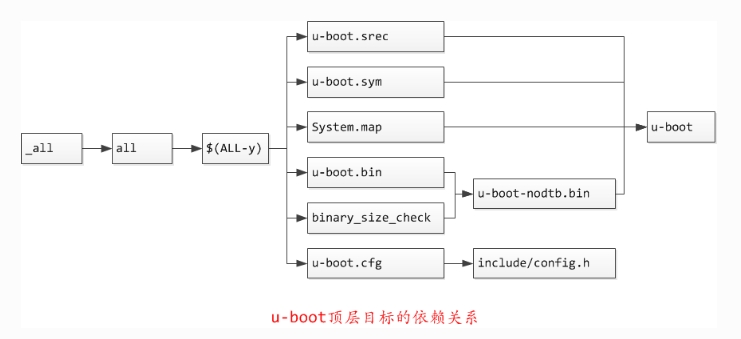 u-boot.srec
u-boot.sym
System.map
u-boot
_all
all
$(ALL-y)
u-boot.bin
u-boot-nodtb.bin
binary_size_check
u-boot.cfg
include/config.h
u-boot顶层目标的依赖关系